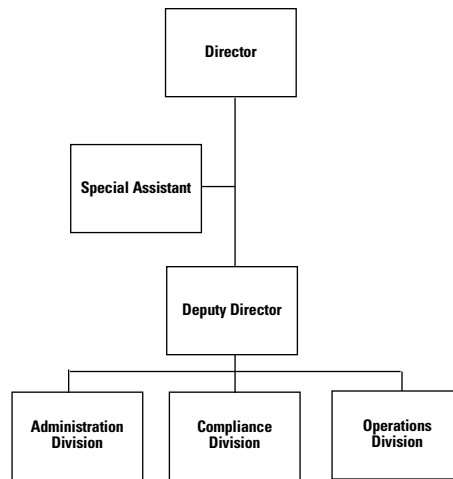 Director
Special Assistant
Deputy Director
Administration
Division
Compliance
Division
Operations
Division